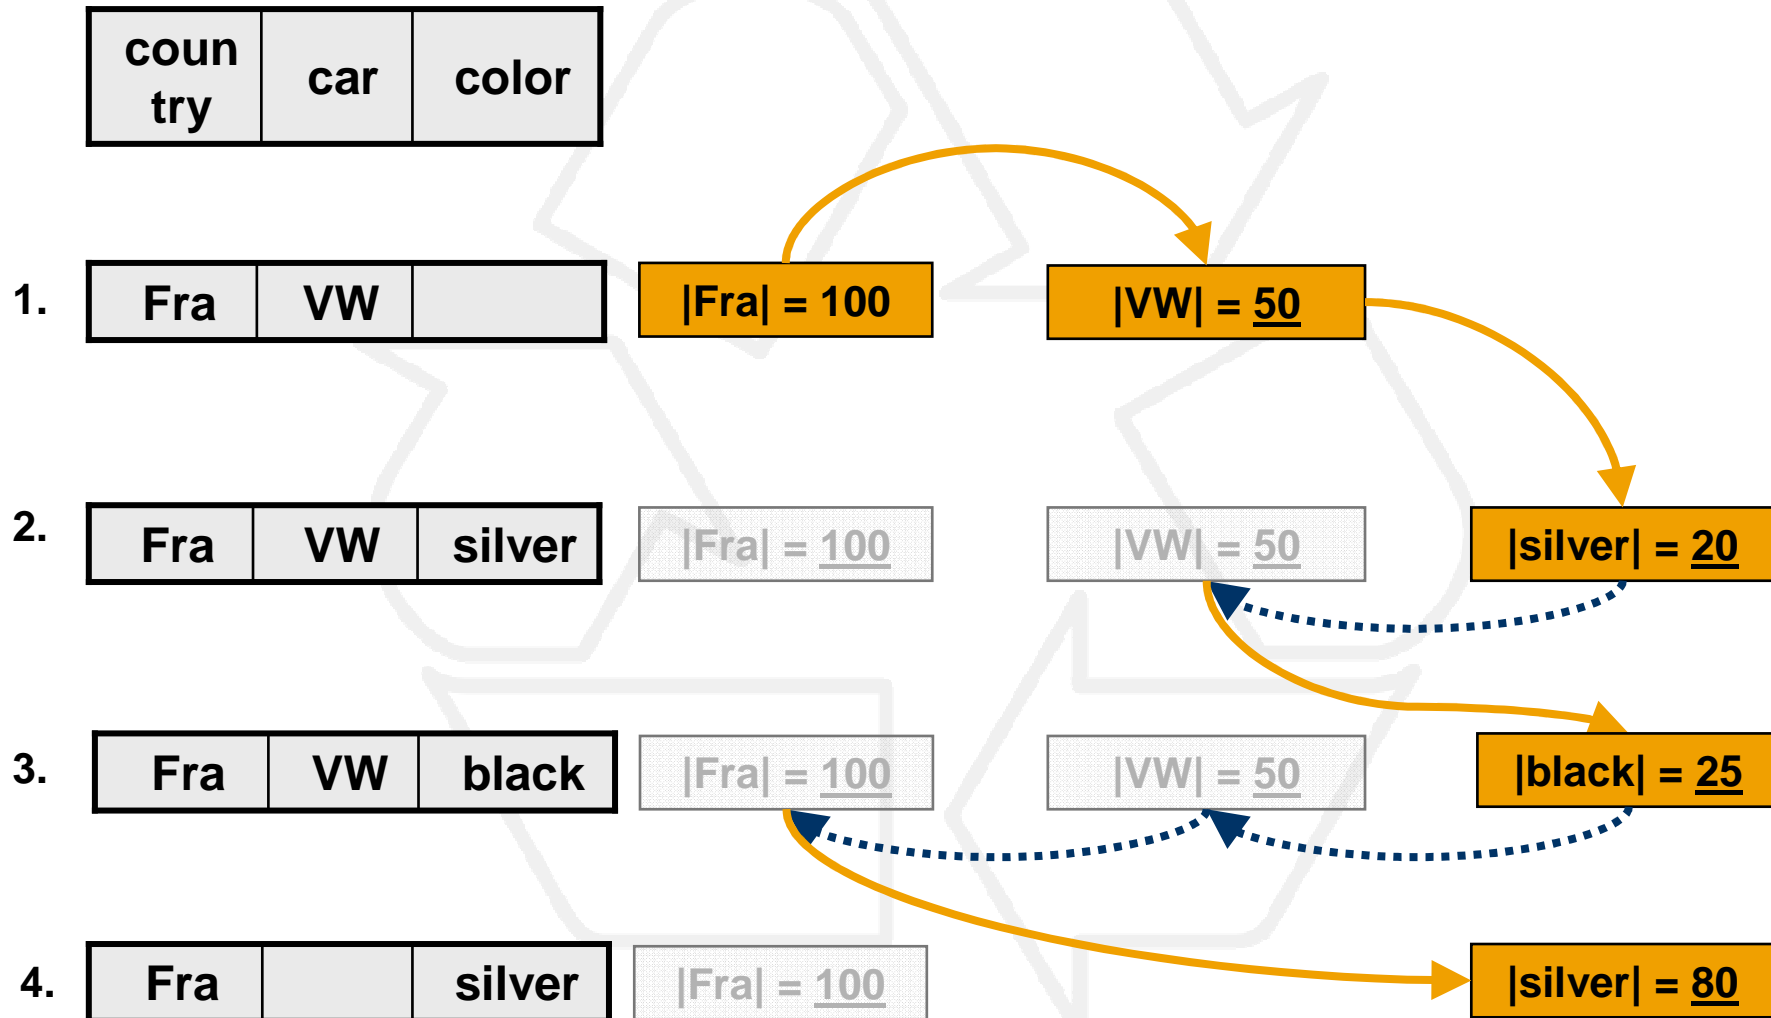 coun
try car color
1. Fra VW |Fra| = 100 |VW| = 50
2. Fra VW silver |Fra| = 100 |VW| = 50 |silver| = 20
3. Fra VW black |Fra| = 100 |VW| = 50 |black| = 25
4. Fra silver |Fra| = 100 |silver| = 80